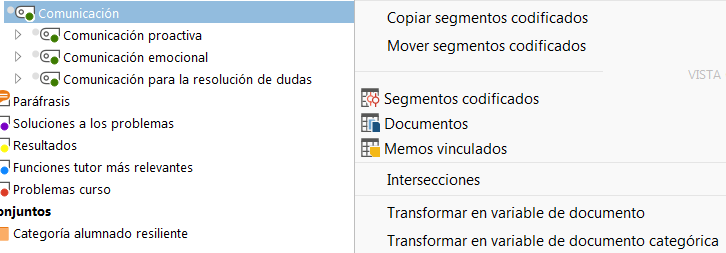 Comunicación
Comunicación proactiva
Comunicación emocional
Comunicación para la resolución de dudas
Paráfrasis
Soluciones a los problemas
Resultados
Funciones tutor más relevantes
Problemas curso
onjuntos
Categoría alumnado resiliente
Copiar segmentos codificados
Mover segmentos codificados
VISTA
Segmentos codificados
Documentos
Memos vinculados
Intersecciones
Transformar en variable de documento
Transformar en variable de documento categórica